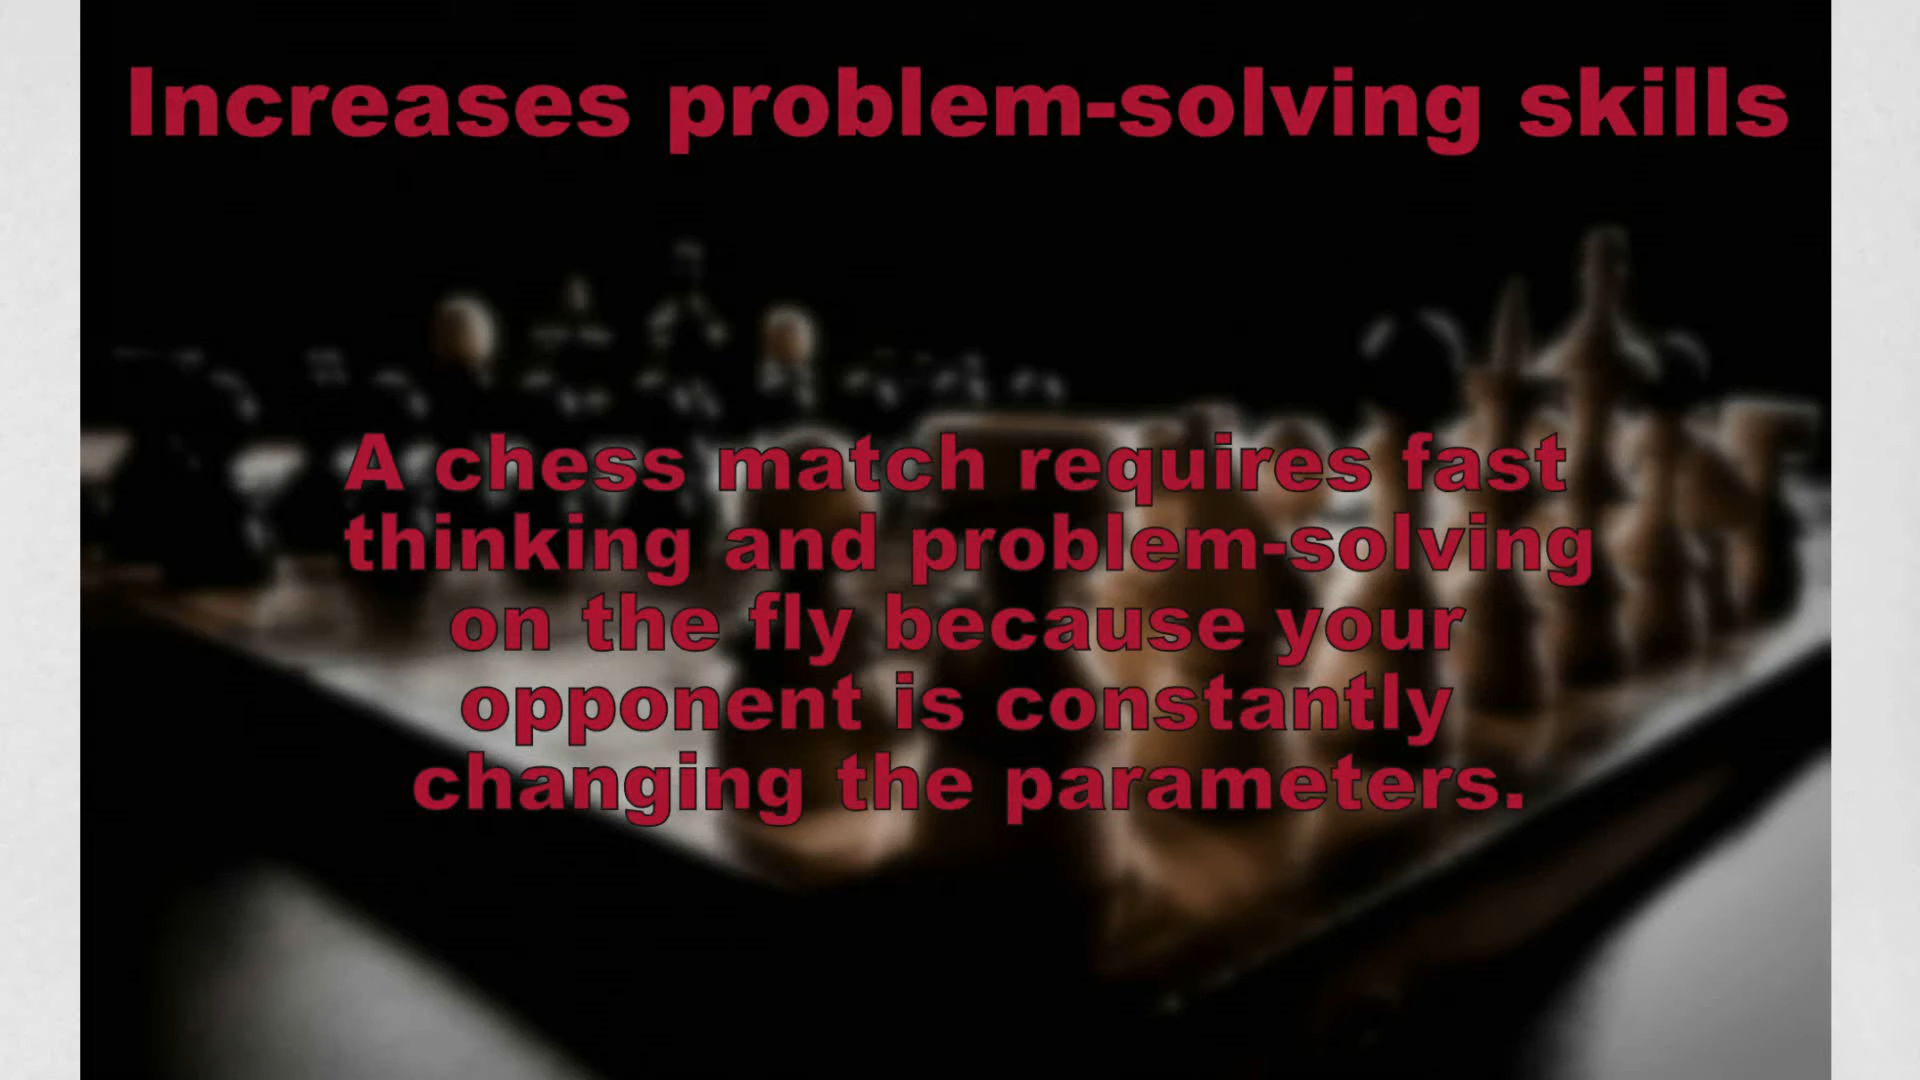 Increases problem-solving skills
A chess match requires fast
thinking and problem-solving
on the fly because your
opponent is constantly
changing the parameters.